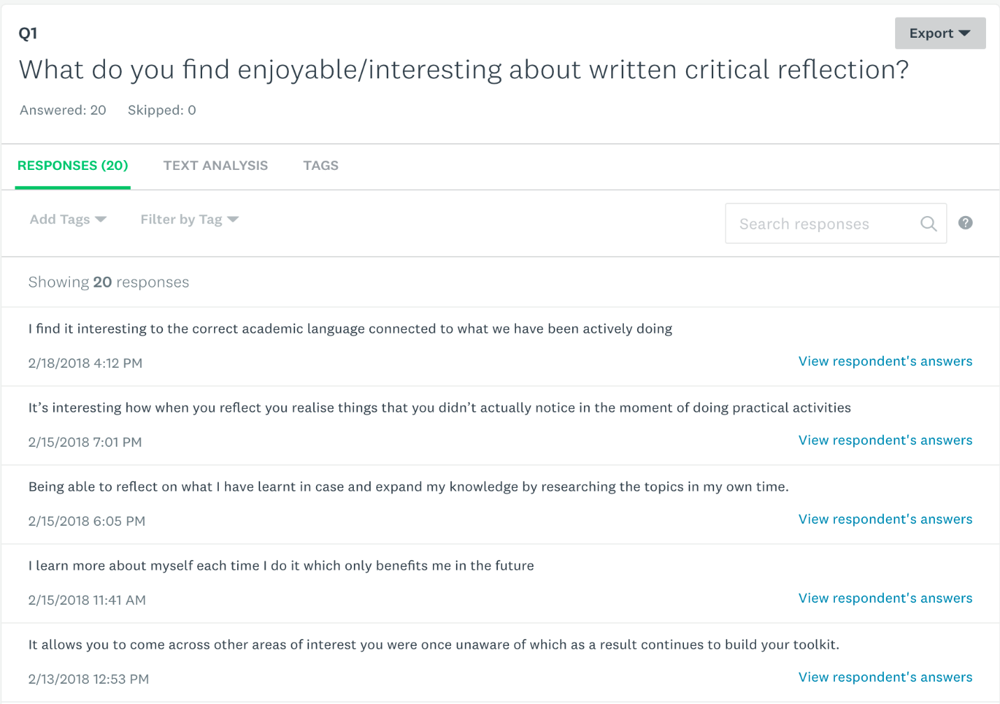 Q1
Export
What do you find enjoyable/interesting about written critical reflection?
Answered: 20 Skipped: 0
RESPONSES (20) TEXT ANALYSIS TAGS
Add Tags Filter by Tag Search responses ?
Showing 20 responses
I find it interesting to the correct academic language connected to what we have been actively doing
2/18/2018 4:12 PM View respondent's answers
It’s interesting how when you reflect you realise things that you didn’t actually notice in the moment of doing practical activities
2/15/2018 7:01 PM View respondent's answers
Being able to reflect on what I have learnt in case and expand my knowledge by researching the topics in my own time.
2/15/2018 6:05 PM View respondent's answers
I learn more about myself each time I do it which only benefits me in the future
2/15/2018 11:41 AM View respondent's answers
It allows you to come across other areas of interest you were once unaware of which as a result continues to build your toolkit.
2/13/2018 12:53 PM View respondent's answers